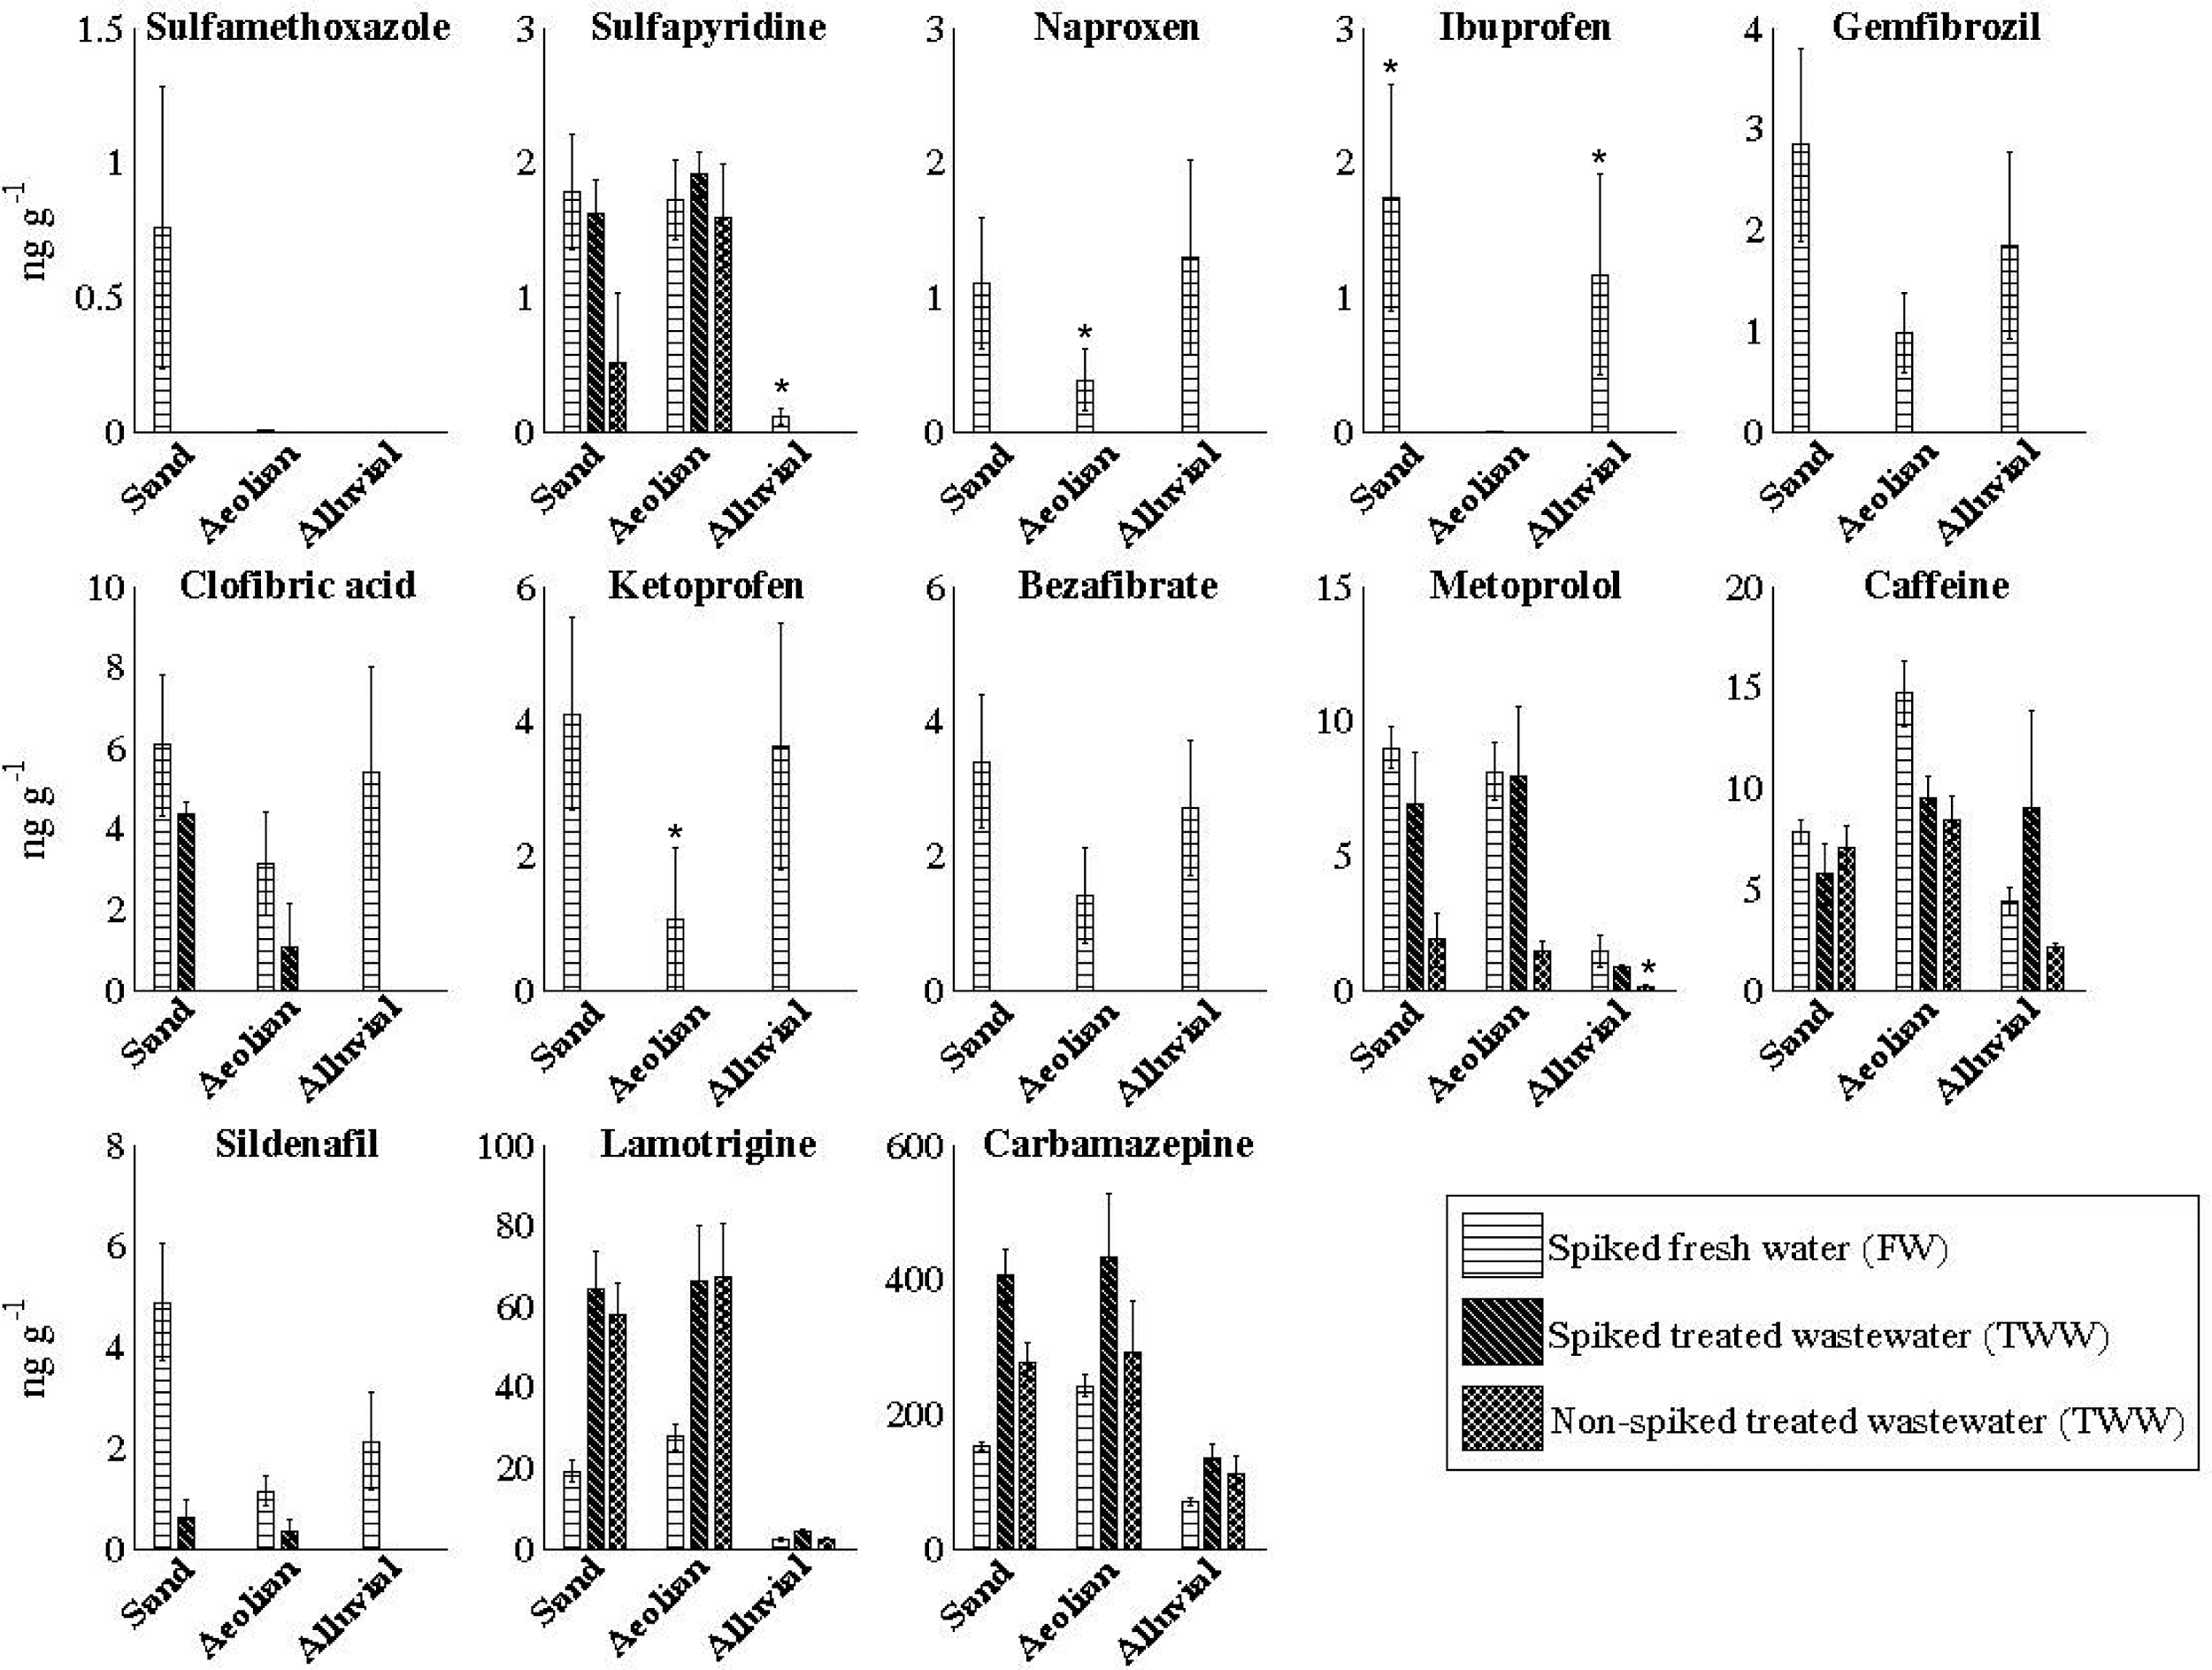 Sulfamethoxazole
1.5
1
0.5
0
ng g-1
Sand
Aeolian
Alluvial
Sulfapyridine
3
2
1
0
*
Sand
Aeolian
Alluvial
Naproxen
3
2
1
0
*
Sand
Aeolian
Alluvial
Ibuprofen
3
2
1
0
*
*
Sand
Aeolian
Alluvial
Gemfibrozil
4
3
2
1
0
Sand
Aeolian
Alluvial
Clofibric acid
10
8
6
4
2
0
ng g-1
Sand
Aeolian
Alluvial
Ketoprofen
6
4
2
0
*
Sand
Aeolian
Alluvial
Bezafibrate
6
4
2
0
Sand
Aeolian
Alluvial
Metoprolol
15
10
5
0
*
Sand
Aeolian
Alluvial
Caffeine
20
15
10
5
0
Sand
Aeolian
Alluvial
Sildenafil
8
6
4
2
0
ng g-1
Sand
Aeolian
Alluvial
Lamotrigine
100
80
60
40
20
0
Sand
Aeolian
Alluvial
Carbamazepine
600
400
200
0
Sand
Aeolian
Alluvial
Spiked fresh water (FW)
Spiked treated wastewater (TWW)
Non-spiked treated wastewater (TWW)